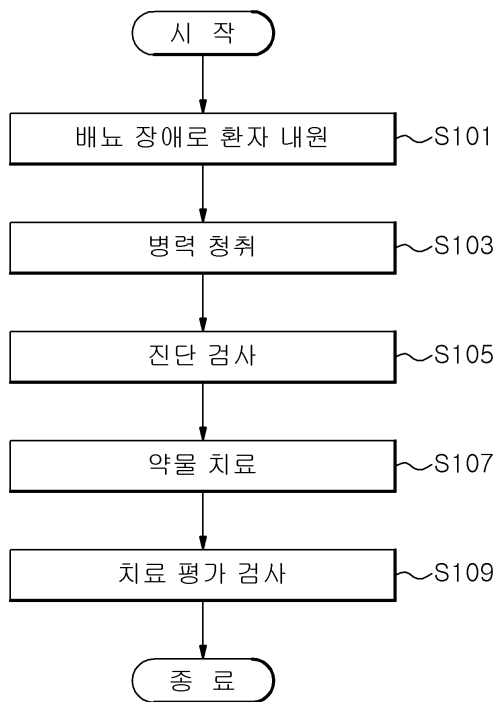 시 작
배뇨 장애로 환자 내원
S101
병력 청취
S103
진단 검사
S105
약물 치료
S107
치료 평가 검사
S109
종 료